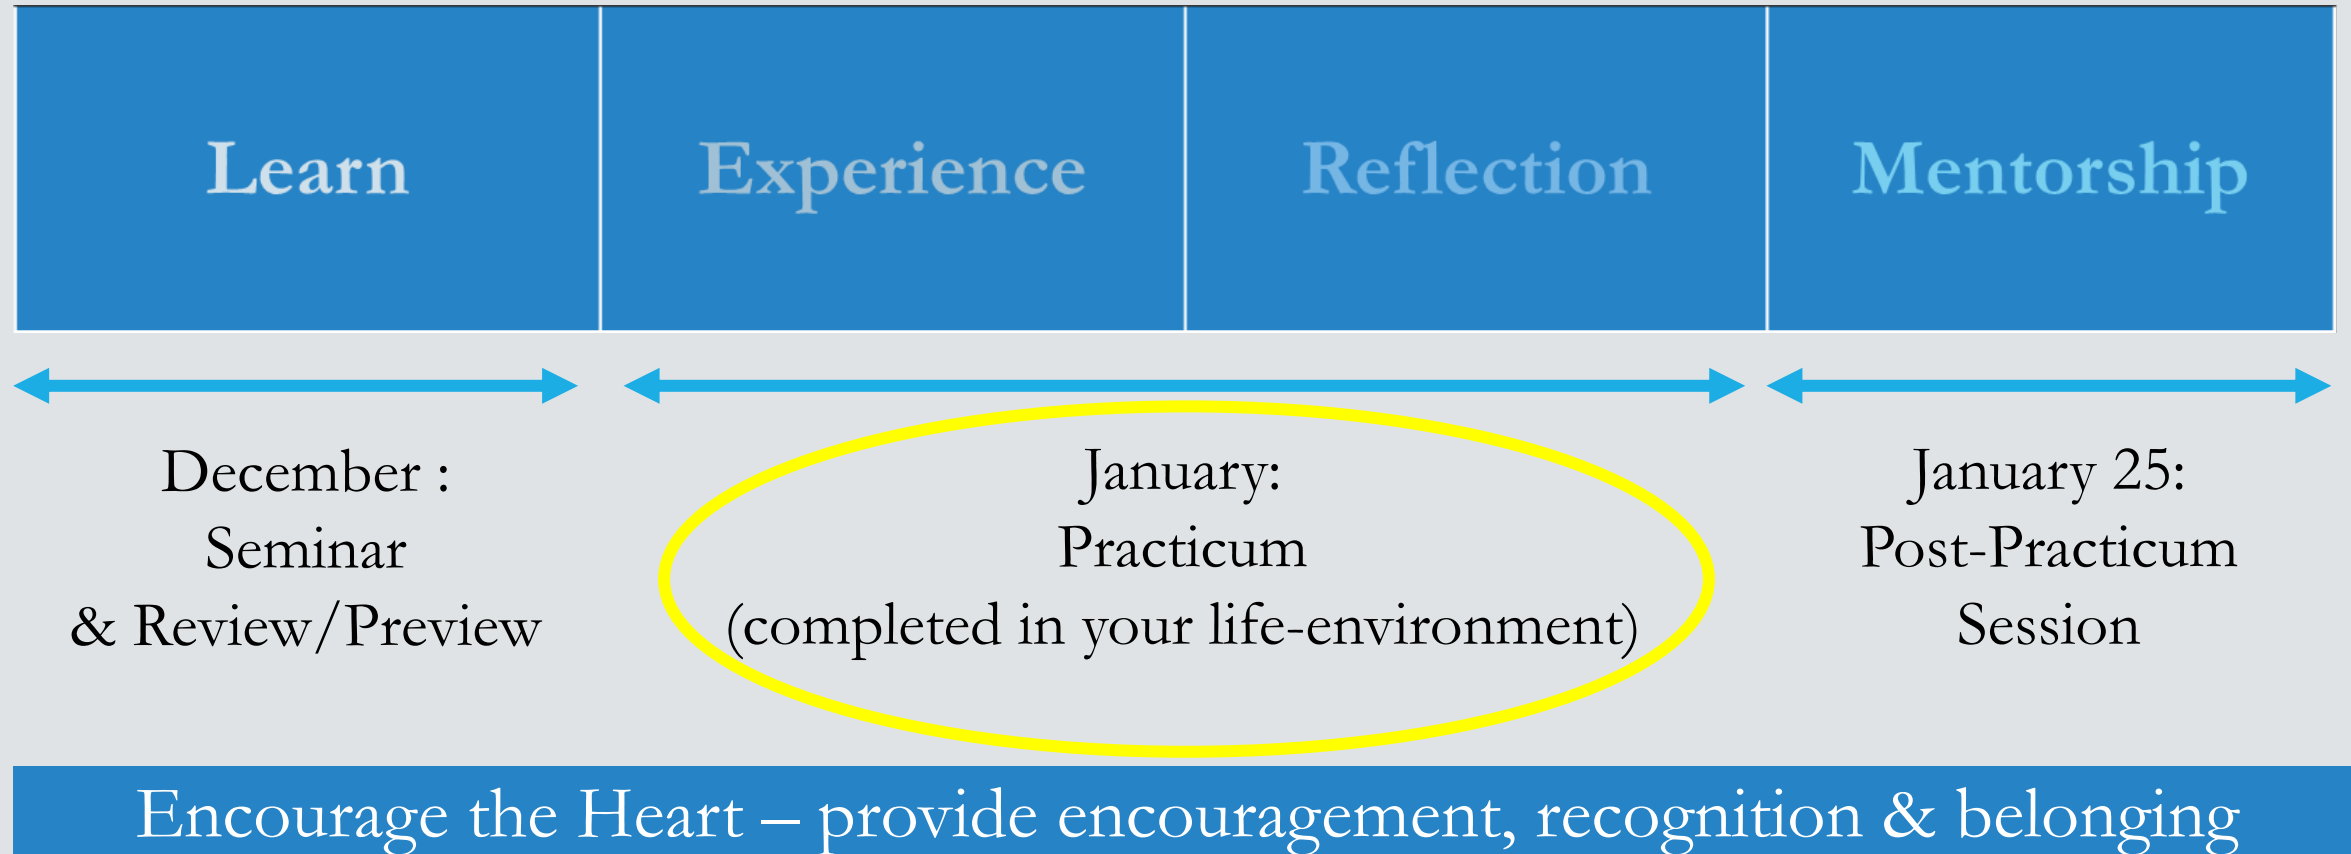 Learn
Experience
Reflection
Mentorship
December :
Seminar
& Review/Preview
January:
Practicum
(completed in your life-environment)
January 25:
Post-Practicum
Session
Encourage the Heart – provide encouragement, recognition & belonging